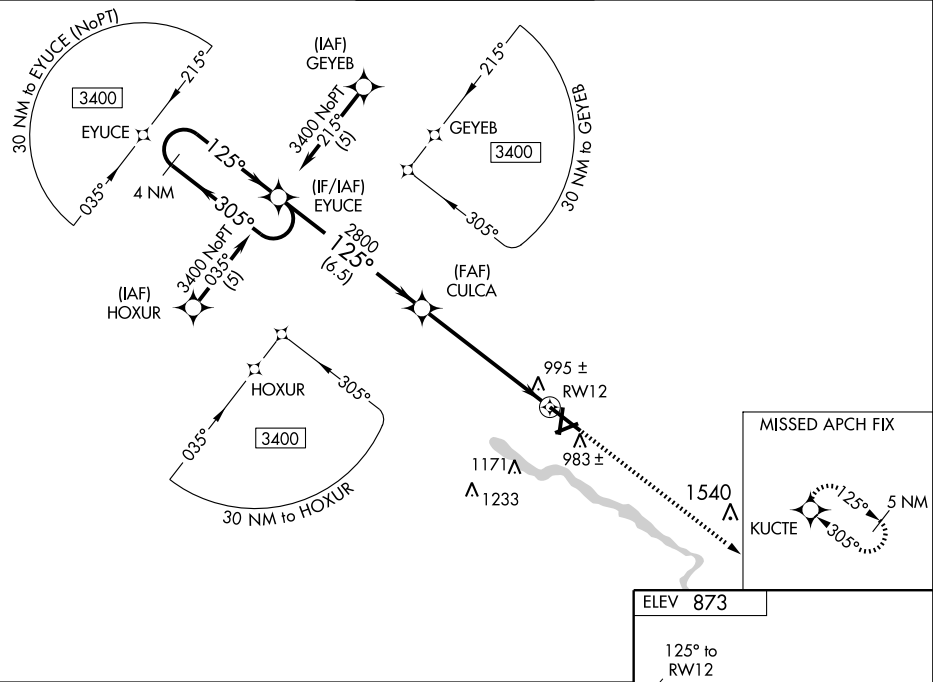 30 NM to EYUCE (NoPT)
215°
3400
EYUCE
035°
(IAF)
GEYEB
3400 NoPT
215°
(5)
215°
GEYEB
3400
305°
30 NM to GEYEB
125°
4 NM
305°
(IF/IAF)
EYUCE
2800
125°
(6.5)
3400 NoPT
035°
(5)
(IAF)
HOXUR
(FAF)
CULCA
HOXUR
305°
035°
3400
30 NM to HOXUR
995 ±
RW12
983 ±
1171
1233
1540
MISSED APCH FIX
125°
5 NM
KUCTE
305°
ELEV 873
125° to
RW12